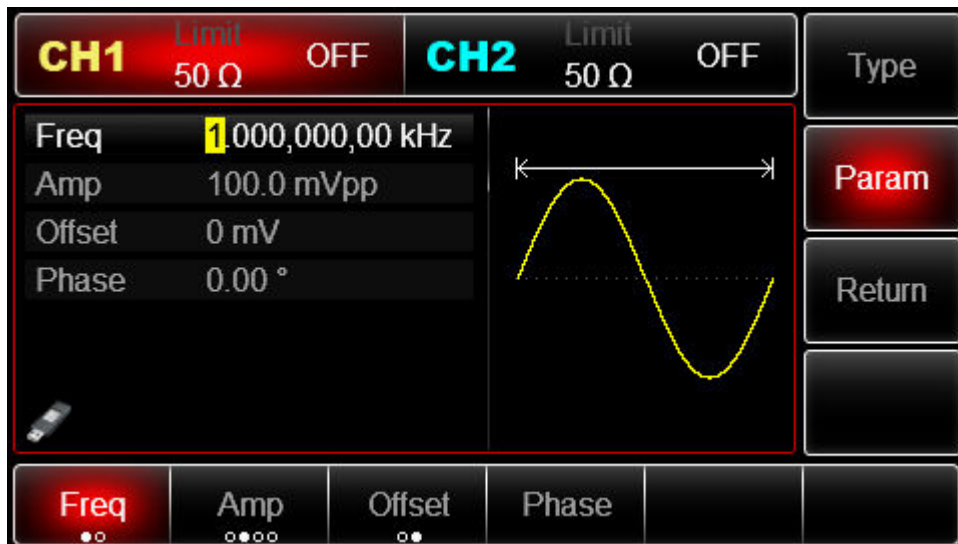 CH1 Limit 50 Ω OFF CH2 Limit 50 Ω OFF
Type
Freq 1.000,000,00 kHz
Amp 100.0 mVpp
Offset 0 mV
Phase 0.00 °
Param
Return
Freq Amp Offset Phase